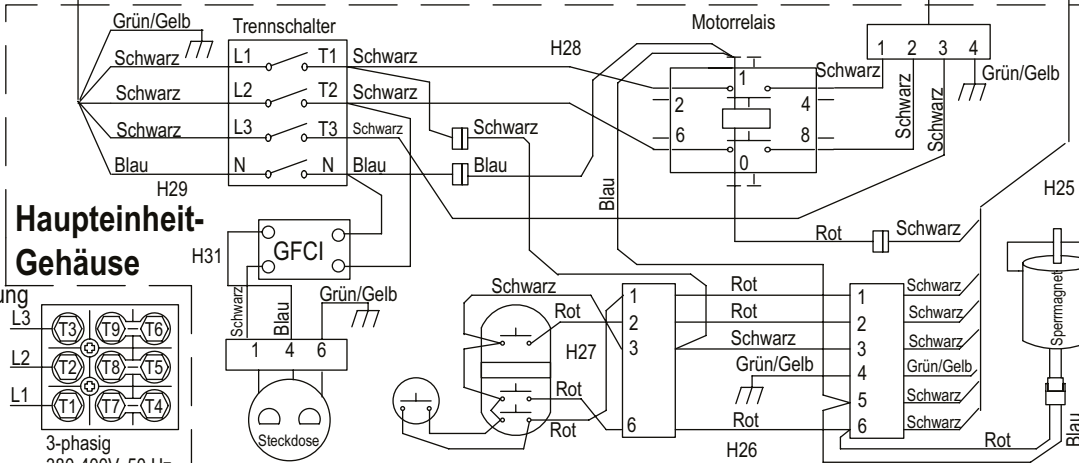 Grün/Gelb
Trennschalter
Motorrelais
Schwarz L1 T1 Schwarz
H28
Schwarz L2 T2 Schwarz
Schwarz L3 T3 Schwarz
Blau N N Blau
H29
Schwarz
Blau
Blau
1
2 4
6 8
0
Schwarz
1 2 3 4
Schwarz
Schwarz
Grün/Gelb
Rot Schwarz
H25
Haupteinheit-
Gehäuse
H31
GFCI
Schwarz
Blau
Grün/Gelb
1 4 6
Steckdose
ung
L3 T3 T9 T6
L2 T2 T8 T5
L1 T1 T7 T4
3-phasig
380-400V, 50 Hz
Schwarz
Rot
H27
Rot
Rot
1
2
3
6
Rot
Rot
Schwarz
Grün/Gelb
Rot
H26
1 Schwarz
2 Schwarz
3 Schwarz
4 Grün/Gelb
5 Schwarz
6 Schwarz
Rot
Sperrmagnet
Blau